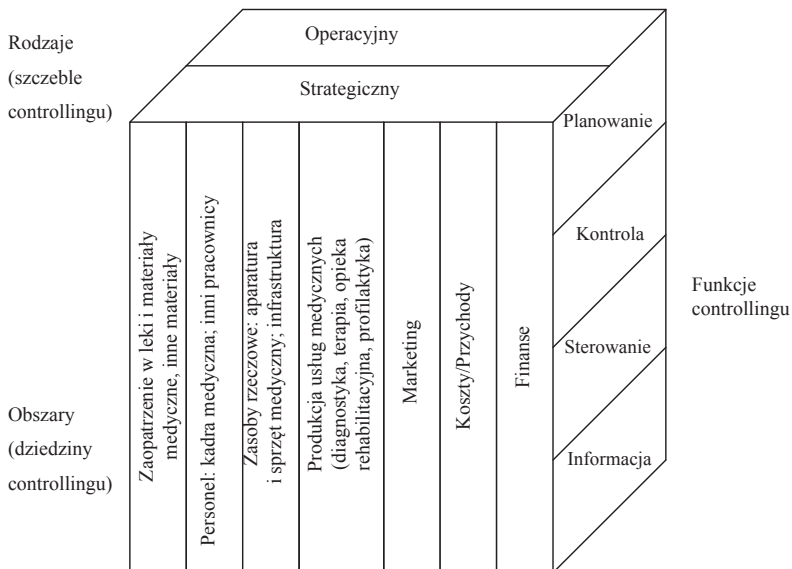 Rodzaje
(szczeble
controllingu)
Operacyjny
Strategiczny
Planowanie
Kontrola
Sterowanie
Informacja
Funkcje
controllingu
Obszary
(dziedziny
controllingu)
Zaopatrzenie w leki i materiały
medyczne, inne materiały
Personel: kadra medyczna; inni pracownicy
Zasoby rzeczowe: aparatura
i sprzęt medyczny; infrastruktura
Produkcja usług medycznych
(diagnostyka, terapia, opieka
rehabilitacyjna, profilaktyka)
Marketing
Koszty/Przychody
Finanse